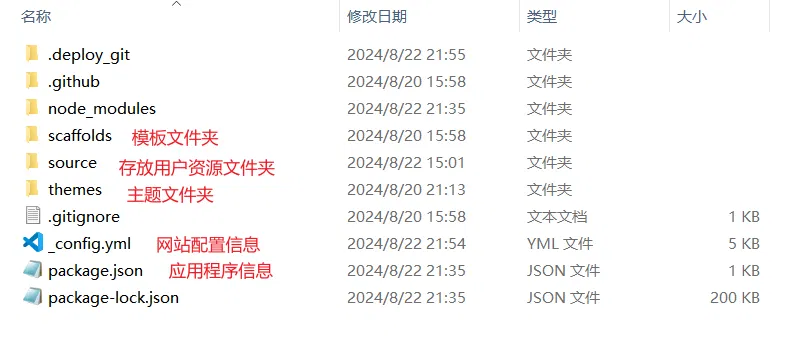 名称 修改日期 类型 大小
.deploy_git 2024/8/22 21:55 文件夹
.github 2024/8/20 15:58 文件夹
node_modules 2024/8/22 21:35 文件夹
scaffolds 模板文件夹 2024/8/20 15:58 文件夹
source 存放用户资源文件夹 2024/8/22 15:01 文件夹
themes 主题文件夹 2024/8/20 21:13 文件夹
.gitignore 2024/8/20 15:58 文本文档 1 KB
_config.yml 网站配置信息 2024/8/22 21:54 YML 文件 5 KB
package.json 应用程序信息 2024/8/22 21:35 JSON 文件 1 KB
package-lock.json 2024/8/22 21:35 JSON 文件 200 KB